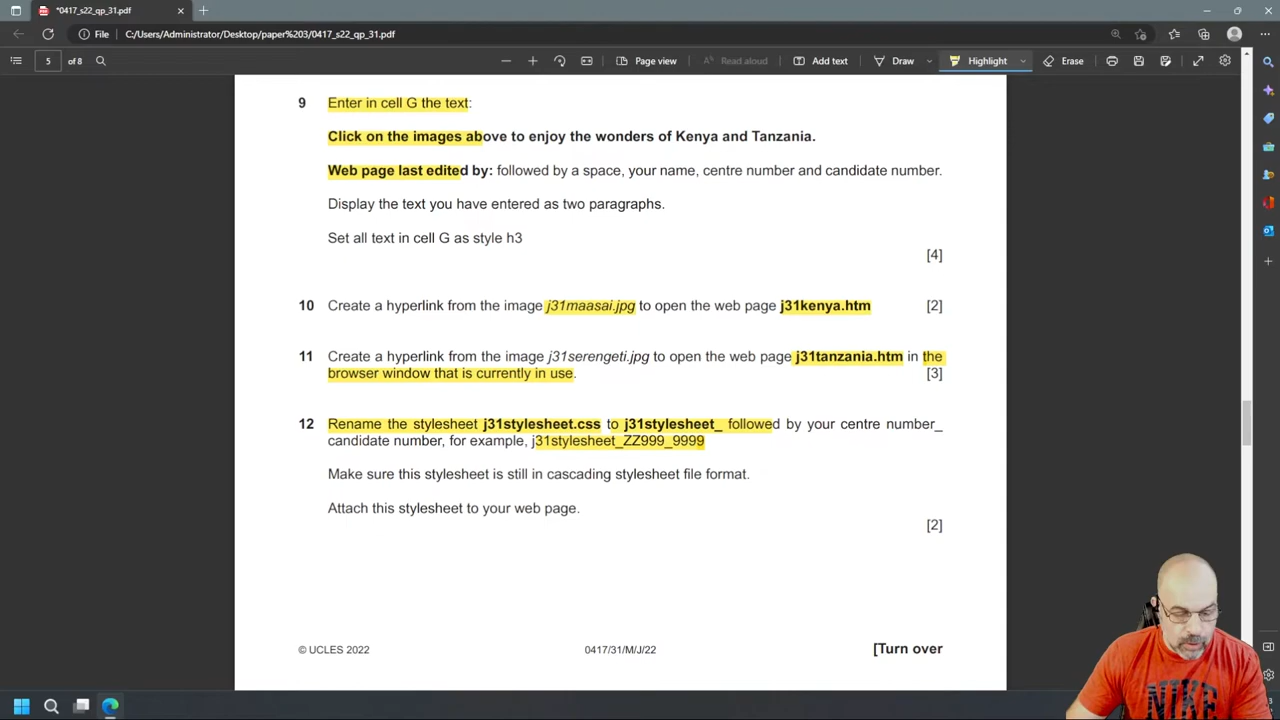 *0417_s22_qp_31.pdf
File C:/Users/Administrator/Desktop/paper%203/0417_s22_qp_31.pdf
5 of 8 Page view Read aloud Add text Draw Highlight Erase
9 Enter in cell G the text:
Click on the images above to enjoy the wonders of Kenya and Tanzania.
Web page last edited by: followed by a space, your name, centre number and candidate number.
Display the text you have entered as two paragraphs.
Set all text in cell G as style h3
[4]
10 Create a hyperlink from the image j31maasai.jpg to open the web page j31kenya.htm [2]
11 Create a hyperlink from the image j31serengeti.jpg to open the web page j31tanzania.htm in the
browser window that is currently in use. [3]
12 Rename the stylesheet j31stylesheet.css to j31stylesheet_ followed by your centre number_
candidate number, for example, j31stylesheet_ZZ999_9999
Make sure this stylesheet is still in cascading stylesheet file format.
Attach this stylesheet to your web page.
[2]
© UCLES 2022 0417/31/M/J/22 [Turn over
NIKE